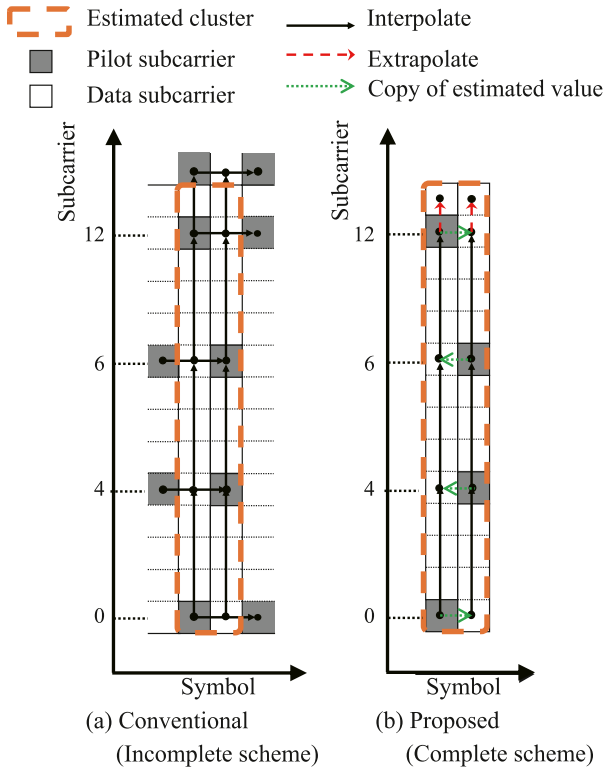 Estimated cluster
Interpolate
Pilot subcarrier
Extrapolate
Data subcarrier
Copy of estimated value
Subcarrier
12
6
4
0
Symbol
(a) Conventional
(Incomplete scheme)
Subcarrier
12
6
4
0
Symbol
(b) Proposed
(Complete scheme)